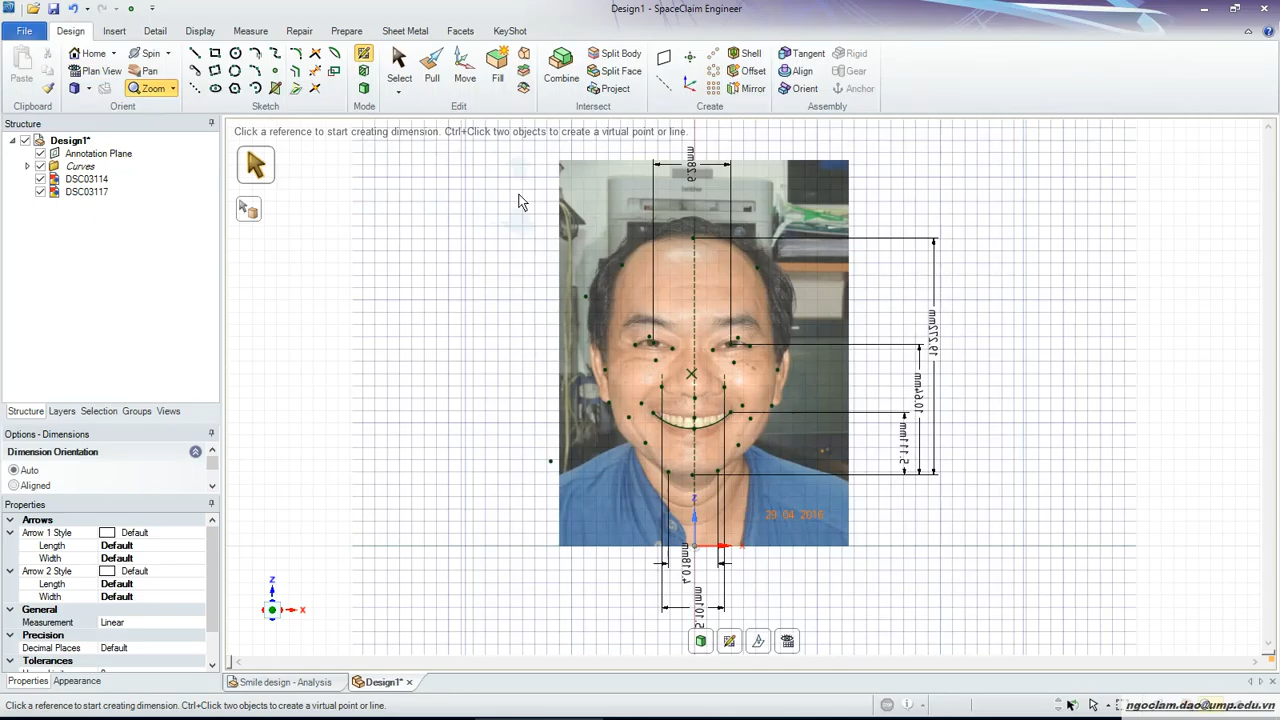 Design1 - SpaceClaim Engineer
File Design Insert Detail Display Measure Repair Prepare Sheet Metal Facets KeyShot
Home Spin Split Body Shell Tangent Rigid
Paste Plan View Pan Select Pull Move Fill Combine Split Face Offset Align Gear
Zoom Project Mirror Orient Anchor
Clipboard Orient Sketch Mode Edit Intersect Create Assembly
Structure
Click a reference to start creating dimension. Ctrl+Click two objects to create a virtual point or line.
Design1*
Annotation Plane
Curves
DSC03114
DSC03117
brother
Structure Layers Selection Groups Views
Options - Dimensions
Dimension Orientation
Auto
Aligned
Properties
Arrows
Arrow 1 Style Default
Length Default
Width Default
Arrow 2 Style Default
Length Default
Width Default
General
Measurement Linear
Precision
Decimal Places Default
Tolerances
29 04 2016
z
x
z
x
Properties Appearance
Smile design - Analysis Design1*
Click a reference to start creating dimension. Ctrl+Click two objects to create a virtual point or line.
ngoclam.dao@ump.edu.vn